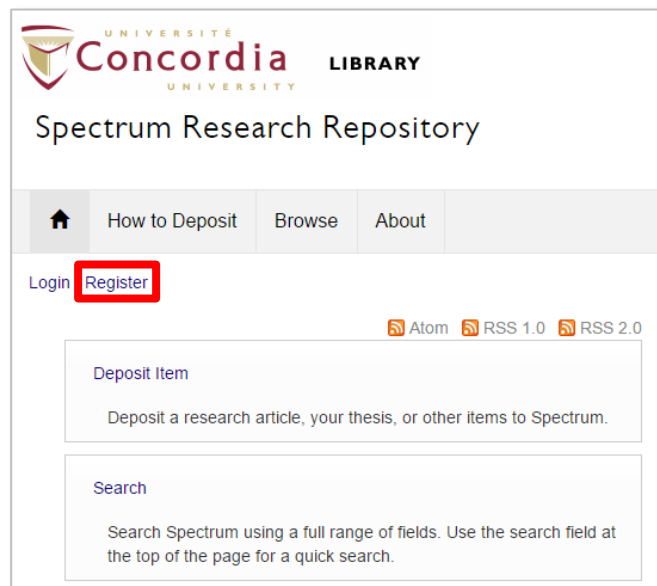 UNIVERSITÉ
Concordia LIBRARY
UNIVERSITY
Spectrum Research Repository
How to Deposit Browse About
Login Register
Atom RSS 1.0 RSS 2.0
Deposit Item
Deposit a research article, your thesis, or other items to Spectrum.
Search
Search Spectrum using a full range of fields. Use the search field at
the top of the page for a quick search.